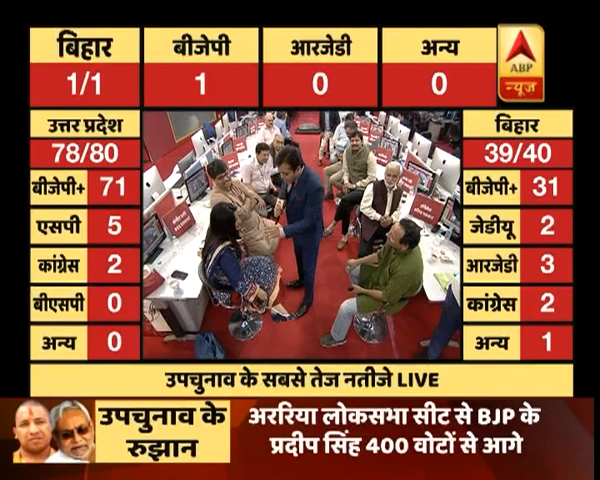 बिहार
बीजेपी
आरजेडी
अन्य
1/1
1
0
0
ABP
न्यूज़
उत्तर प्रदेश
78/80
बीजेपी+ 71
एसपी 5
कांग्रेस 2
बीएसपी 0
अन्य 0
बिहार
39/40
बीजेपी+ 31
जेडीयू 2
आरजेडी 3
कांग्रेस 2
अन्य 1
उपचुनाव के सबसे तेज नतीजे LIVE
उपचुनाव के
रुझान
अररिया लोकसभा सीट से BJP के
प्रदीप सिंह 400 वोटों से आगे